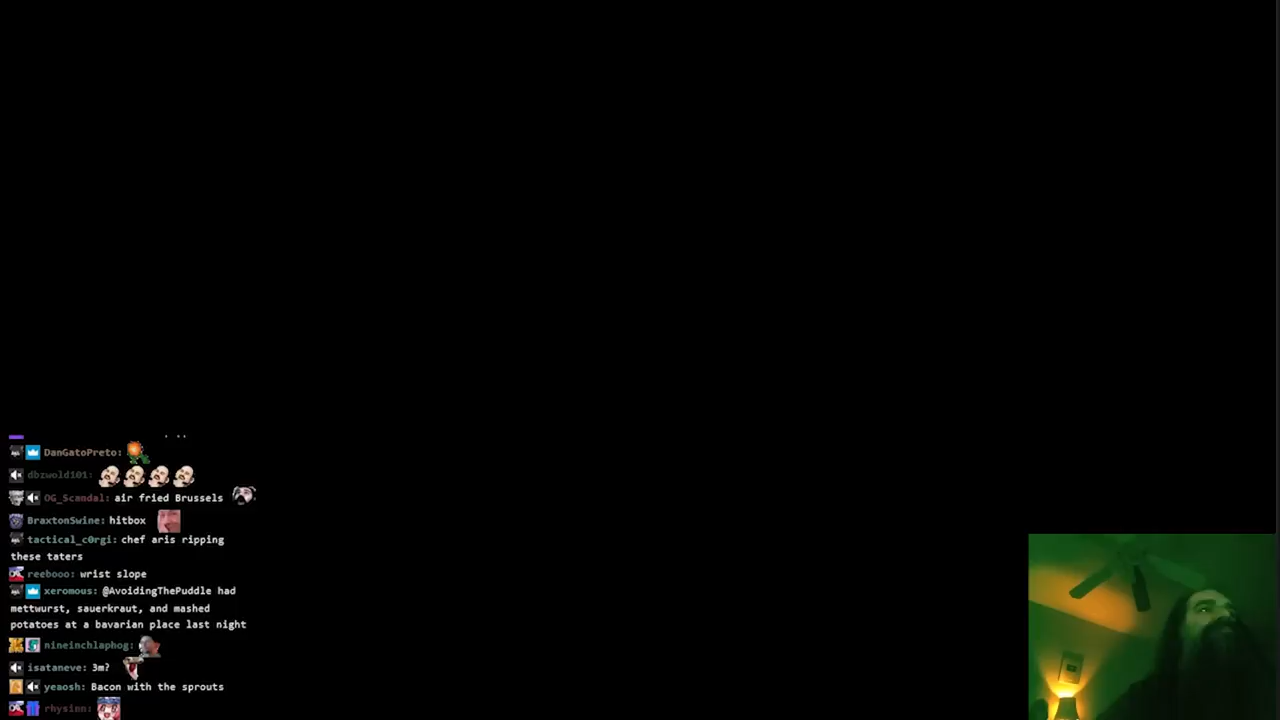 DanGatoPreto:
dbzwold101:
OG_Scandal: air fried Brussels
BraxtonSwine: hitbox
tactical_c0rgi: chef aris ripping
these taters
reebooo: wrist slope
xeromous: @AvoidingThePuddle had
mettwurst, sauerkraut, and mashed
potatoes at a bavarian place last night
nineinchlaphog:
isataneve: 3m?
yeaosh: Bacon with the sprouts
rhysinn: